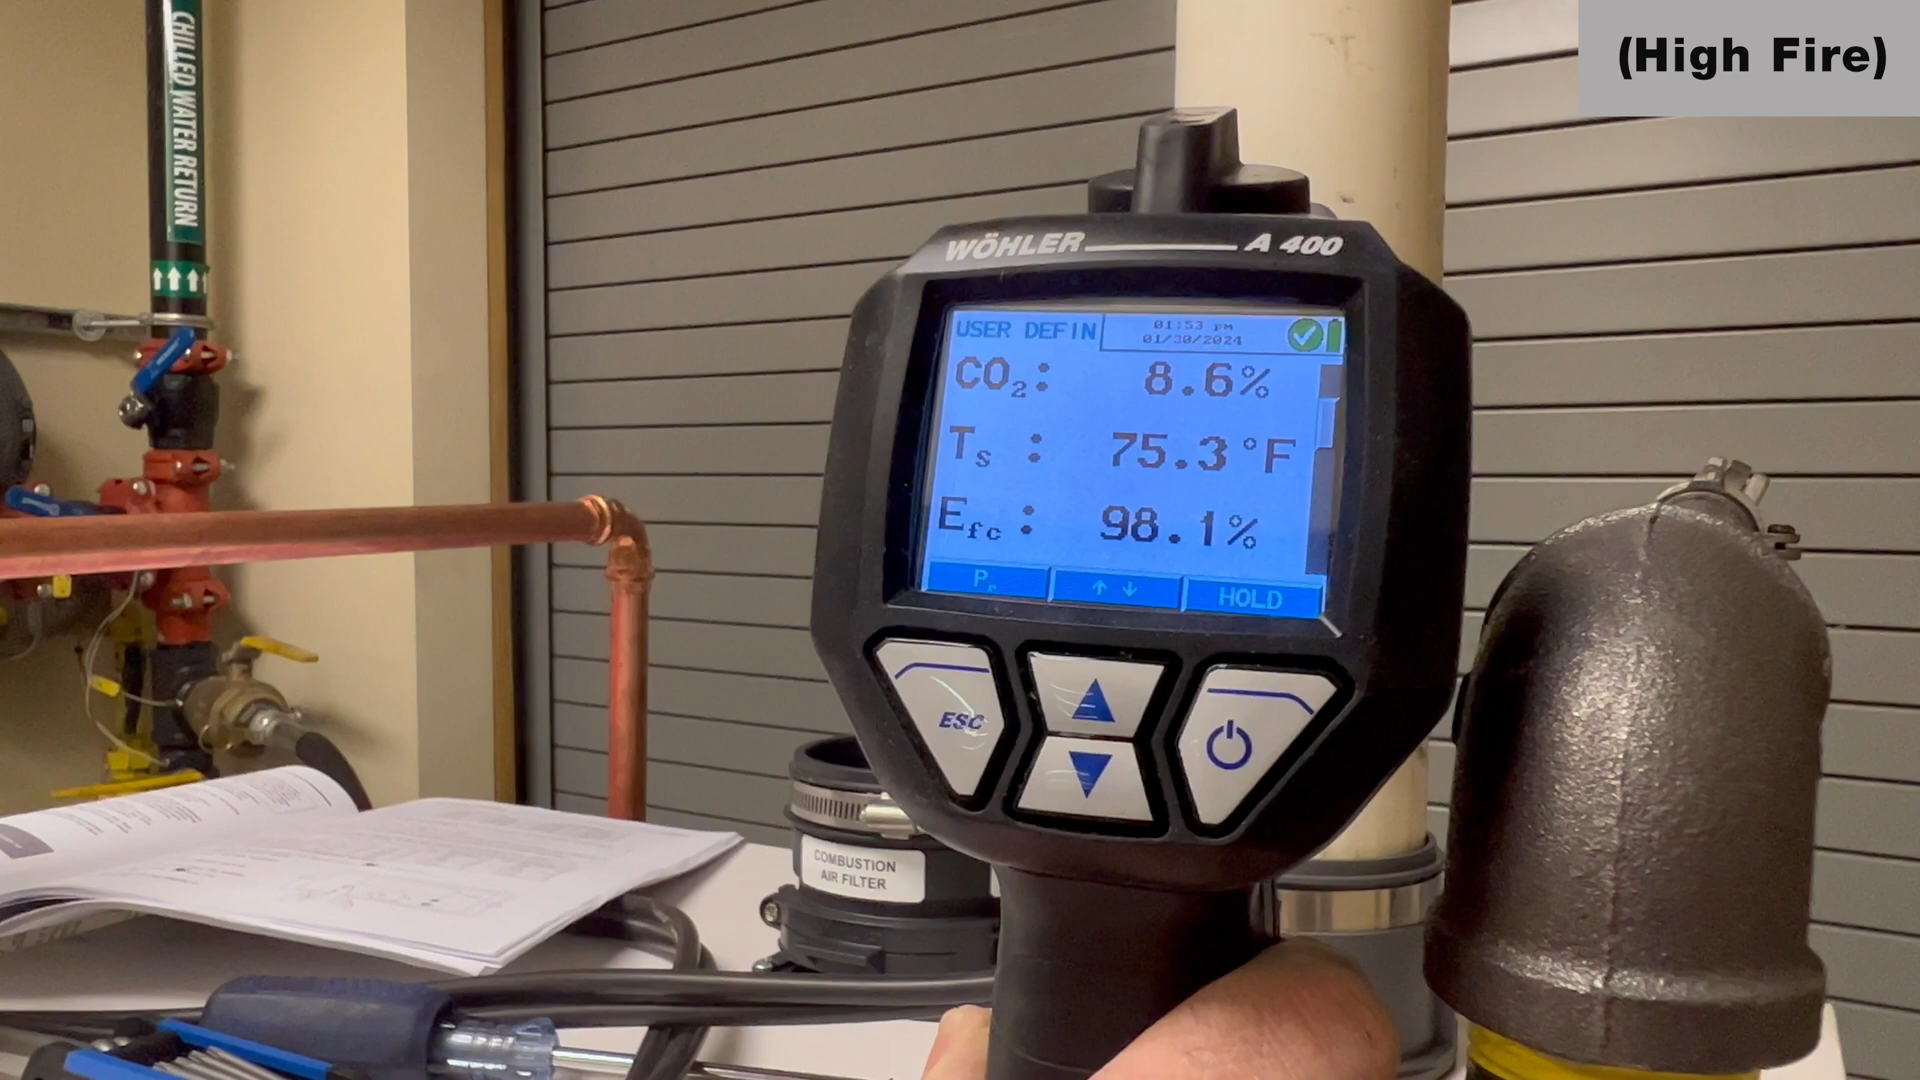 (High Fire)
CHILLED WATER RETURN
WÖHLER A 400
USER DEFIN
01:53 pm
01/30/2024
CO₂: 8.6%
Ts : 75.3°F
Efc : 98.1%
↑ ↓ HOLD
ESC
COMBUSTION
AIR FILTER